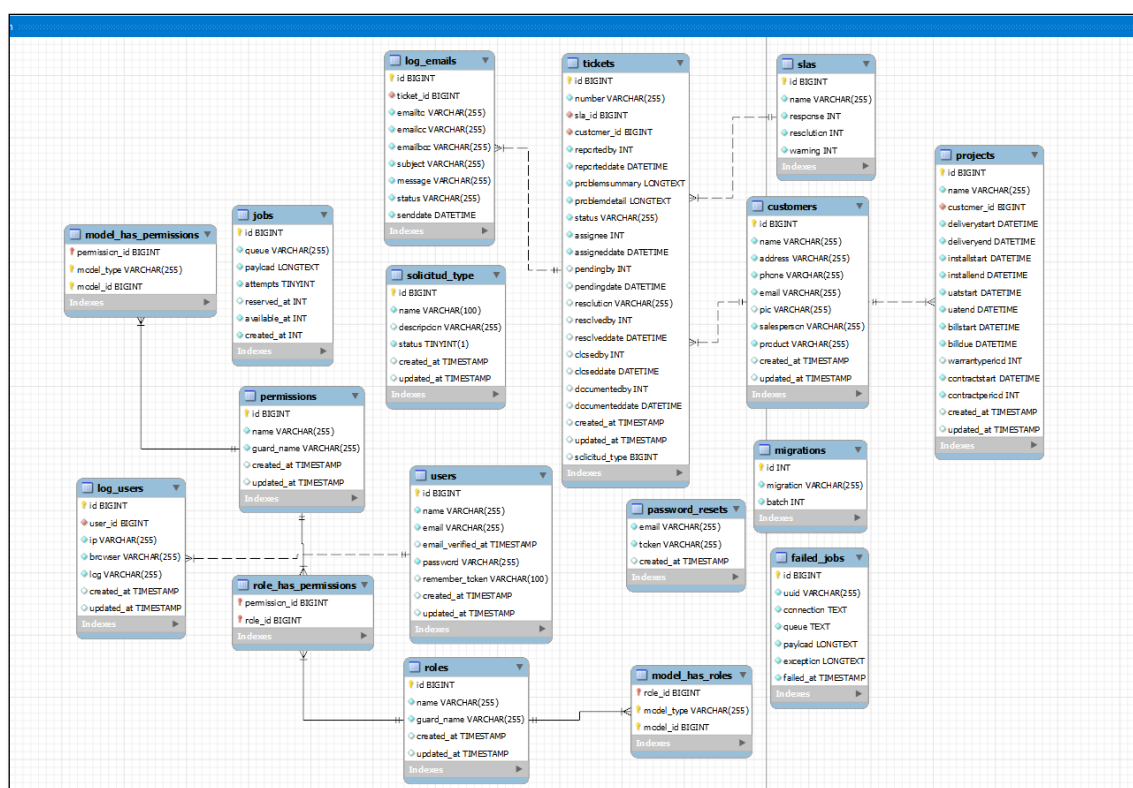 log_emails
id BIGINT
ticket_id BIGINT
emailto VARCHAR(255)
emailcc VARCHAR(255)
emailbcc VARCHAR(255)
subject VARCHAR(255)
message VARCHAR(255)
status VARCHAR(255)
senddate DATETIME
Indexes
tickets
id BIGINT
number VARCHAR(255)
sla_id BIGINT
customer_id BIGINT
reportedby INT
reporteddate DATETIME
problemsummary LONGTEXT
problemdetail LONGTEXT
status VARCHAR(255)
assignee INT
assigneddate DATETIME
pendingby INT
pendingdate DATETIME
resolution VARCHAR(255)
resolvedby INT
resolveddate DATETIME
closedby INT
closeddate DATETIME
documentedby INT
documenteddate DATETIME
created_at TIMESTAMP
updated_at TIMESTAMP
solicitud_type BIGINT
Indexes
slas
id BIGINT
name VARCHAR(255)
response INT
resolution INT
warning INT
Indexes
projects
id BIGINT
name VARCHAR(255)
customer_id BIGINT
deliverystart DATETIME
deliveryend DATETIME
installstart DATETIME
installend DATETIME
uatstart DATETIME
uatend DATETIME
billstart DATETIME
billdue DATETIME
warrantyperiod INT
contractstart DATETIME
contractperiod INT
created_at TIMESTAMP
updated_at TIMESTAMP
Indexes
customers
id BIGINT
name VARCHAR(255)
address VARCHAR(255)
phone VARCHAR(255)
email VARCHAR(255)
pic VARCHAR(255)
salesperson VARCHAR(255)
product VARCHAR(255)
created_at TIMESTAMP
updated_at TIMESTAMP
Indexes
jobs
id BIGINT
queue VARCHAR(255)
payload LONGTEXT
attempts TINYINT
reserved_at INT
available_at INT
created_at INT
Indexes
model_has_permissions
permission_id BIGINT
model_type VARCHAR(255)
model_id BIGINT
Indexes
solicitud_type
id BIGINT
name VARCHAR(100)
descripcion VARCHAR(255)
status TINYINT(1)
created_at TIMESTAMP
updated_at TIMESTAMP
Indexes
permissions
id BIGINT
name VARCHAR(255)
guard_name VARCHAR(255)
created_at TIMESTAMP
updated_at TIMESTAMP
Indexes
migrations
id INT
migration VARCHAR(255)
batch INT
Indexes
users
id BIGINT
name VARCHAR(255)
email VARCHAR(255)
email_verified_at TIMESTAMP
password VARCHAR(255)
remember_token VARCHAR(100)
created_at TIMESTAMP
updated_at TIMESTAMP
Indexes
log_users
id BIGINT
user_id BIGINT
ip VARCHAR(255)
browser VARCHAR(255)
log VARCHAR(255)
created_at TIMESTAMP
updated_at TIMESTAMP
Indexes
password_resets
email VARCHAR(255)
token VARCHAR(255)
created_at TIMESTAMP
Indexes
failed_jobs
id BIGINT
uuid VARCHAR(255)
connection TEXT
queue TEXT
payload LONGTEXT
exception LONGTEXT
failed_at TIMESTAMP
Indexes
role_has_permissions
permission_id BIGINT
role_id BIGINT
Indexes
roles
id BIGINT
name VARCHAR(255)
guard_name VARCHAR(255)
created_at TIMESTAMP
updated_at TIMESTAMP
Indexes
model_has_roles
role_id BIGINT
model_type VARCHAR(255)
model_id BIGINT
Indexes